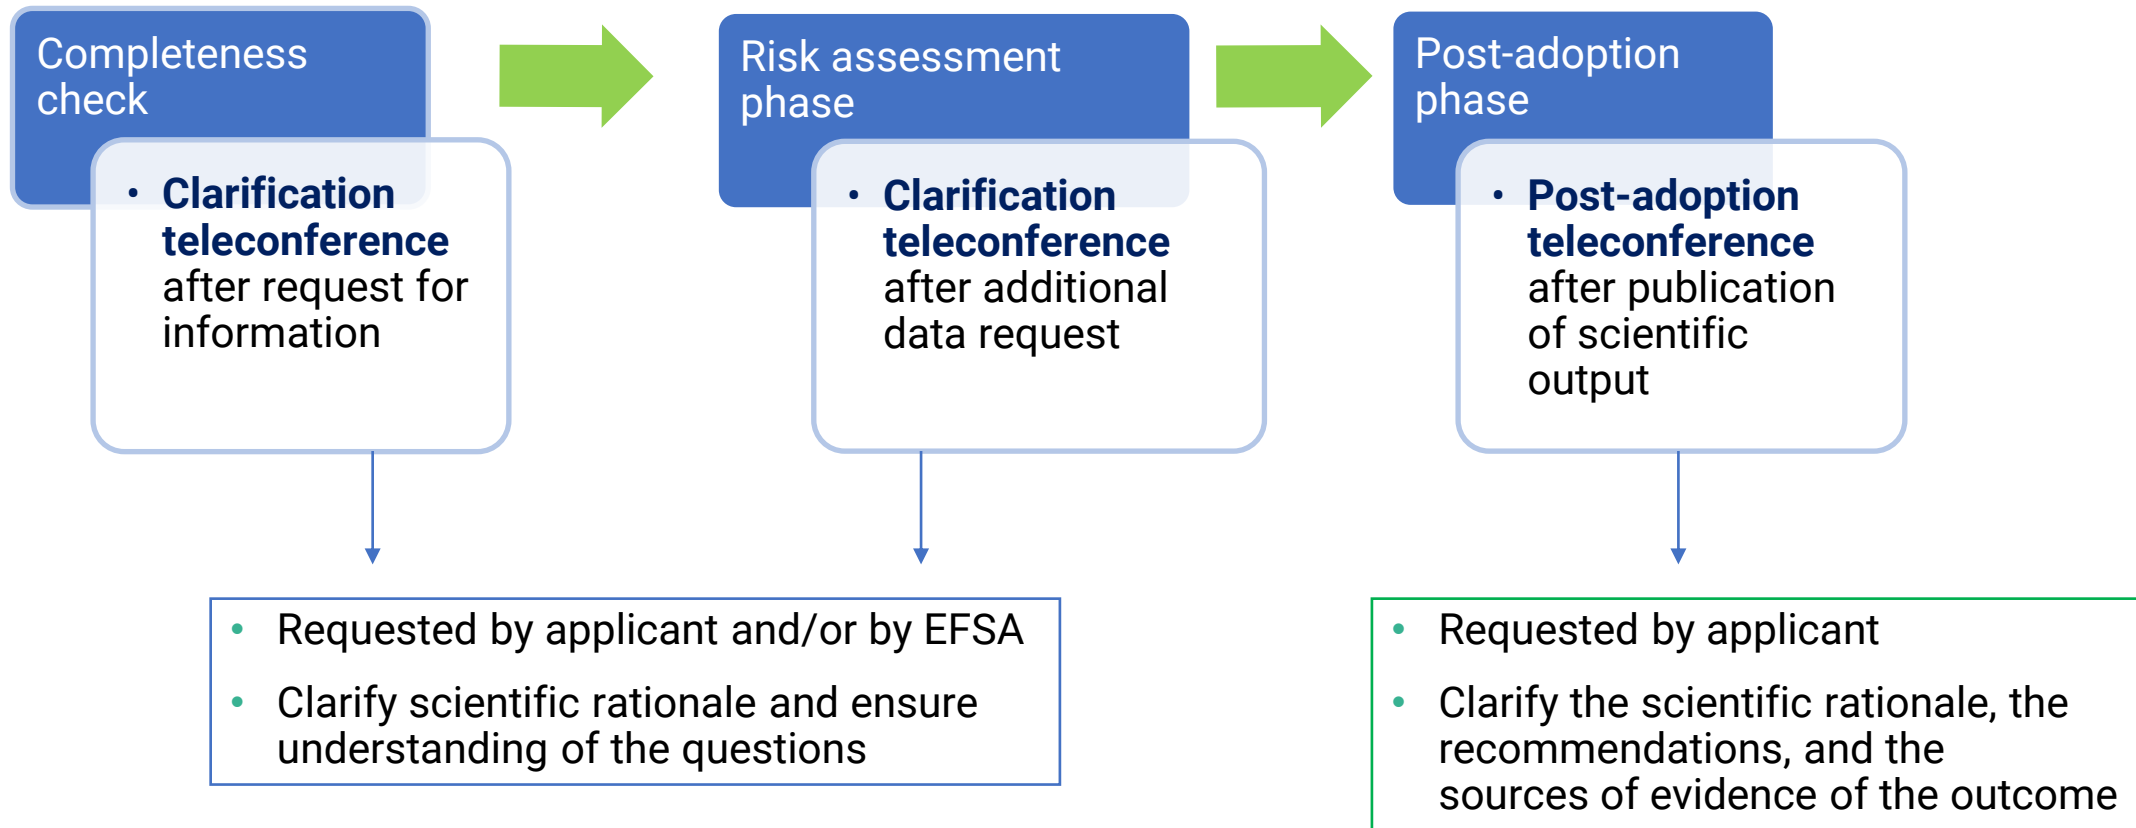 Completeness
check
• Clarification
teleconference
after request for
information
Risk assessment
phase
• Clarification
teleconference
after additional
data request
Post-adoption
phase
• Post-adoption
teleconference
after publication
of scientific
output
• Requested by applicant and/or by EFSA
• Clarify scientific rationale and ensure
understanding of the questions
• Requested by applicant
• Clarify the scientific rationale, the
recommendations, and the
sources of evidence of the outcome